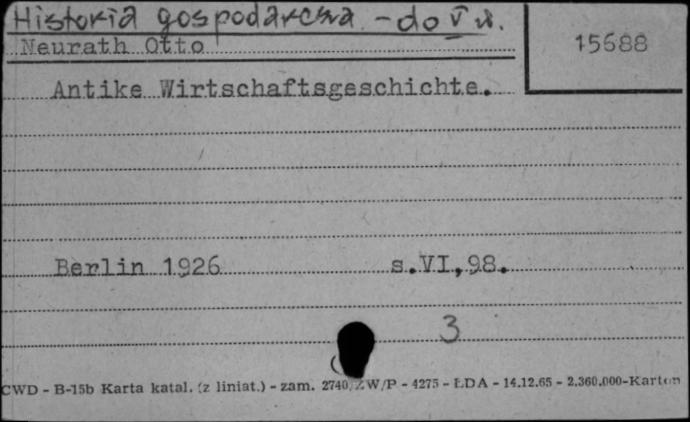 Historia gospodarcza - do V w.
Neurath Otto
15688
Antike Wirtschaftsgeschichte.
Berlin 1926 s.VI,98.
3
CWD - B-15b Karta katal. (z liniat.) - zam. 2740/ZW/P - 4275 - ŁDA - 14.12.65 - 2.360.000-Karton